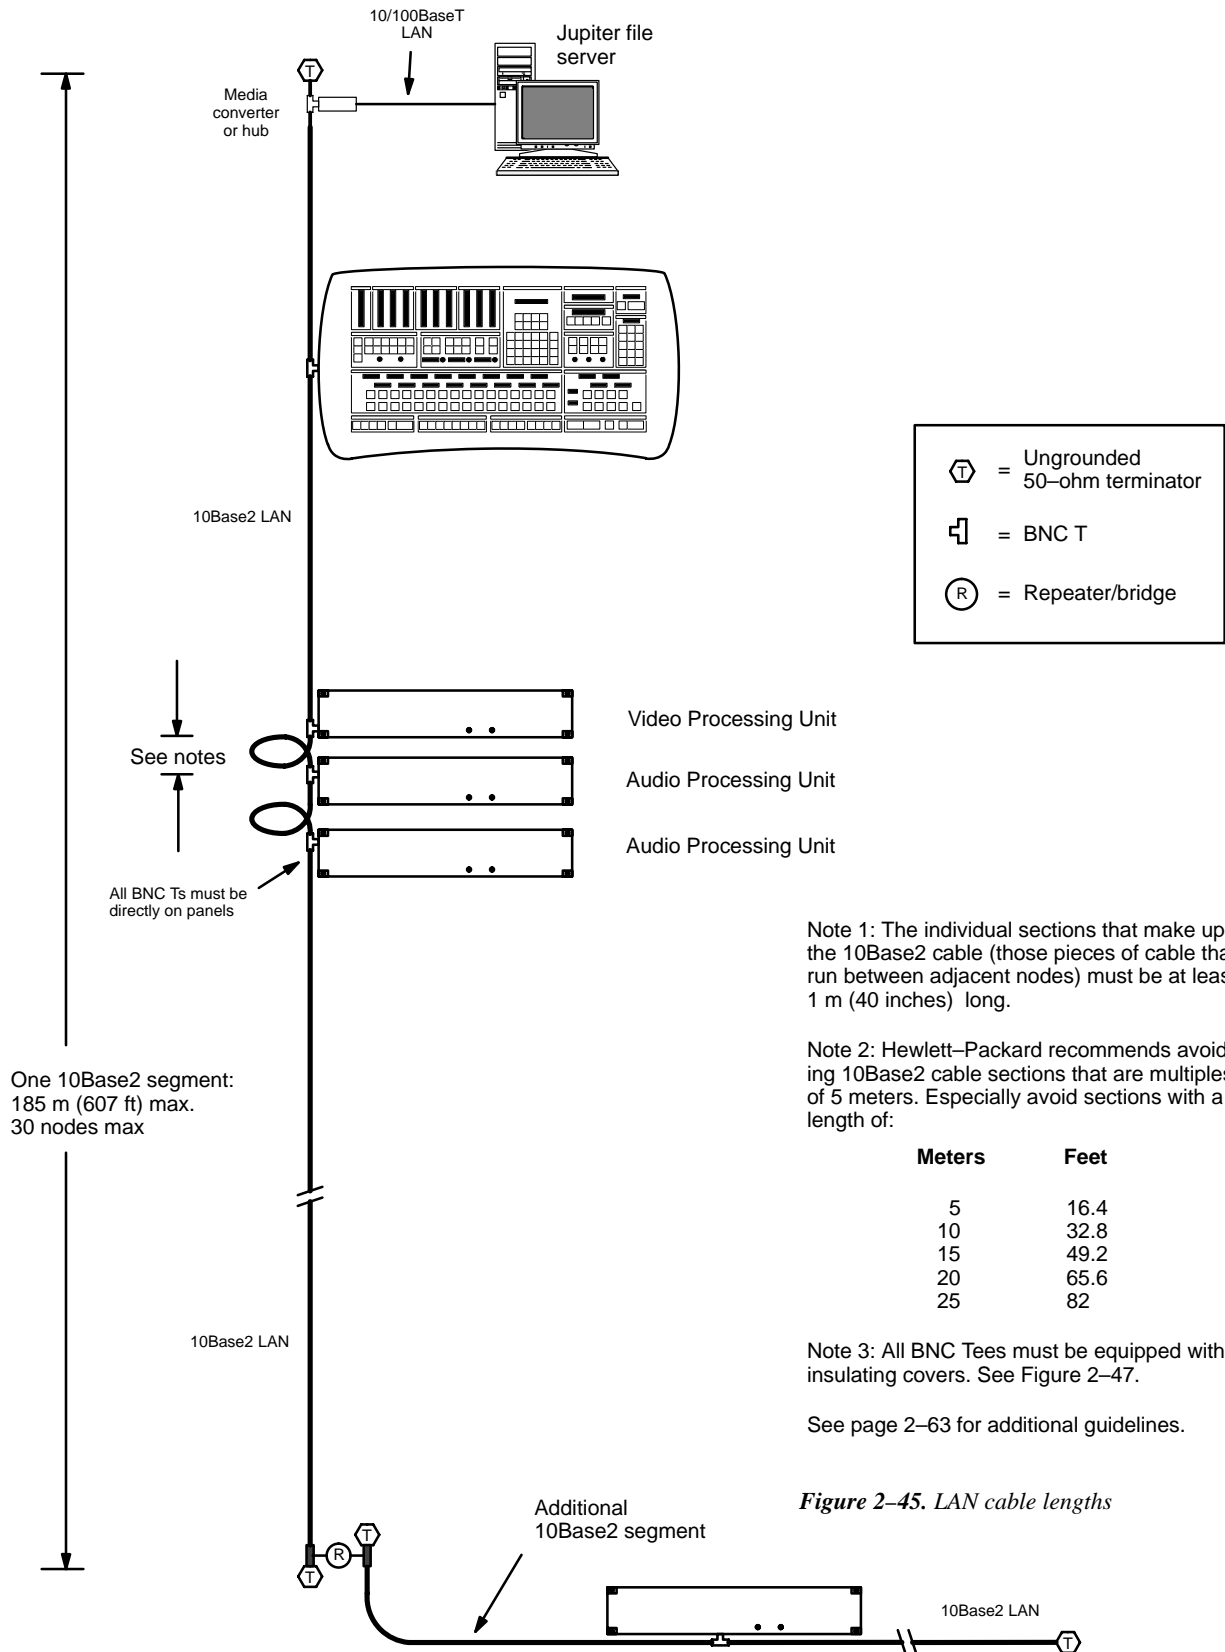 10/100BaseT
LAN
Jupiter file
server
T
Media
converter
or hub
10Base2 LAN
T
=
Ungrounded
50–ohm terminator
= BNC T
R
= Repeater/bridge
Video Processing Unit
See notes
Audio Processing Unit
Audio Processing Unit
All BNC Ts must be
directly on panels
One 10Base2 segment:
185 m (607 ft) max.
30 nodes max
Note 1: The individual sections that make up
the 10Base2 cable (those pieces of cable tha
run between adjacent nodes) must be at leas
1 m (40 inches) long.
Note 2: Hewlett–Packard recommends avoid
ing 10Base2 cable sections that are multiples
of 5 meters. Especially avoid sections with a
length of:
Meters Feet
5 16.4
10 32.8
15 49.2
20 65.6
25 82
10Base2 LAN
Note 3: All BNC Tees must be equipped with
insulating covers. See Figure 2–47.
See page 2–63 for additional guidelines.
Figure 2–45. LAN cable lengths
Additional
10Base2 segment
T
R
T
10Base2 LAN
T